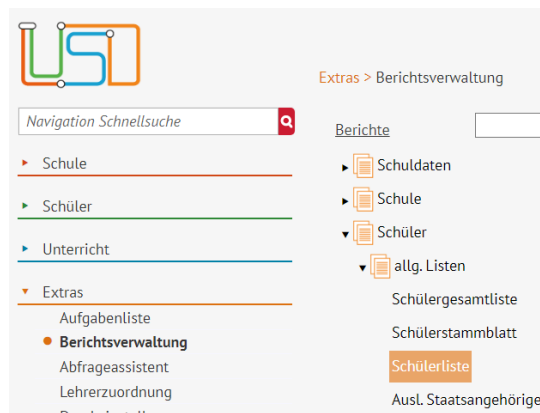 LUSD
Extras > Berichtsverwaltung
Navigation Schnellsuche
Berichte
Schule
Schuldaten
Schüler
Schule
Unterricht
Schüler
Extras
allg. Listen
Aufgabenliste
Schülergesamtliste
Berichtsverwaltung
Schülerstammblatt
Abfrageassistent
Schülerliste
Lehrerzuordnung
Ausl. Staatsangehörige